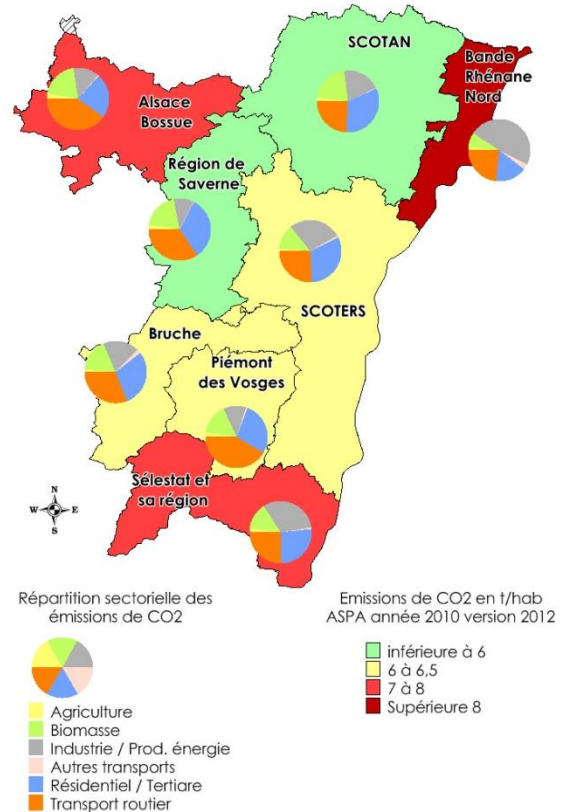 SCOTAN
Bande
Rhénane
Nord
Alsace
Bossue
Région de
Saverne
SCOTERS
Bruche
Piémont
des Vosges
Sélestat et
sa région
N
W E
S
Répartition sectorielle des
émissions de CO2
Agriculture
Biomasse
Industrie / Prod. énergie
Autres transports
Résidentiel / Tertiaire
Transport routier
Emissions de CO2 en t/hab
ASPA année 2010 version 2012
inférieure à 6
6 à 6,5
7 à 8
Supérieure 8